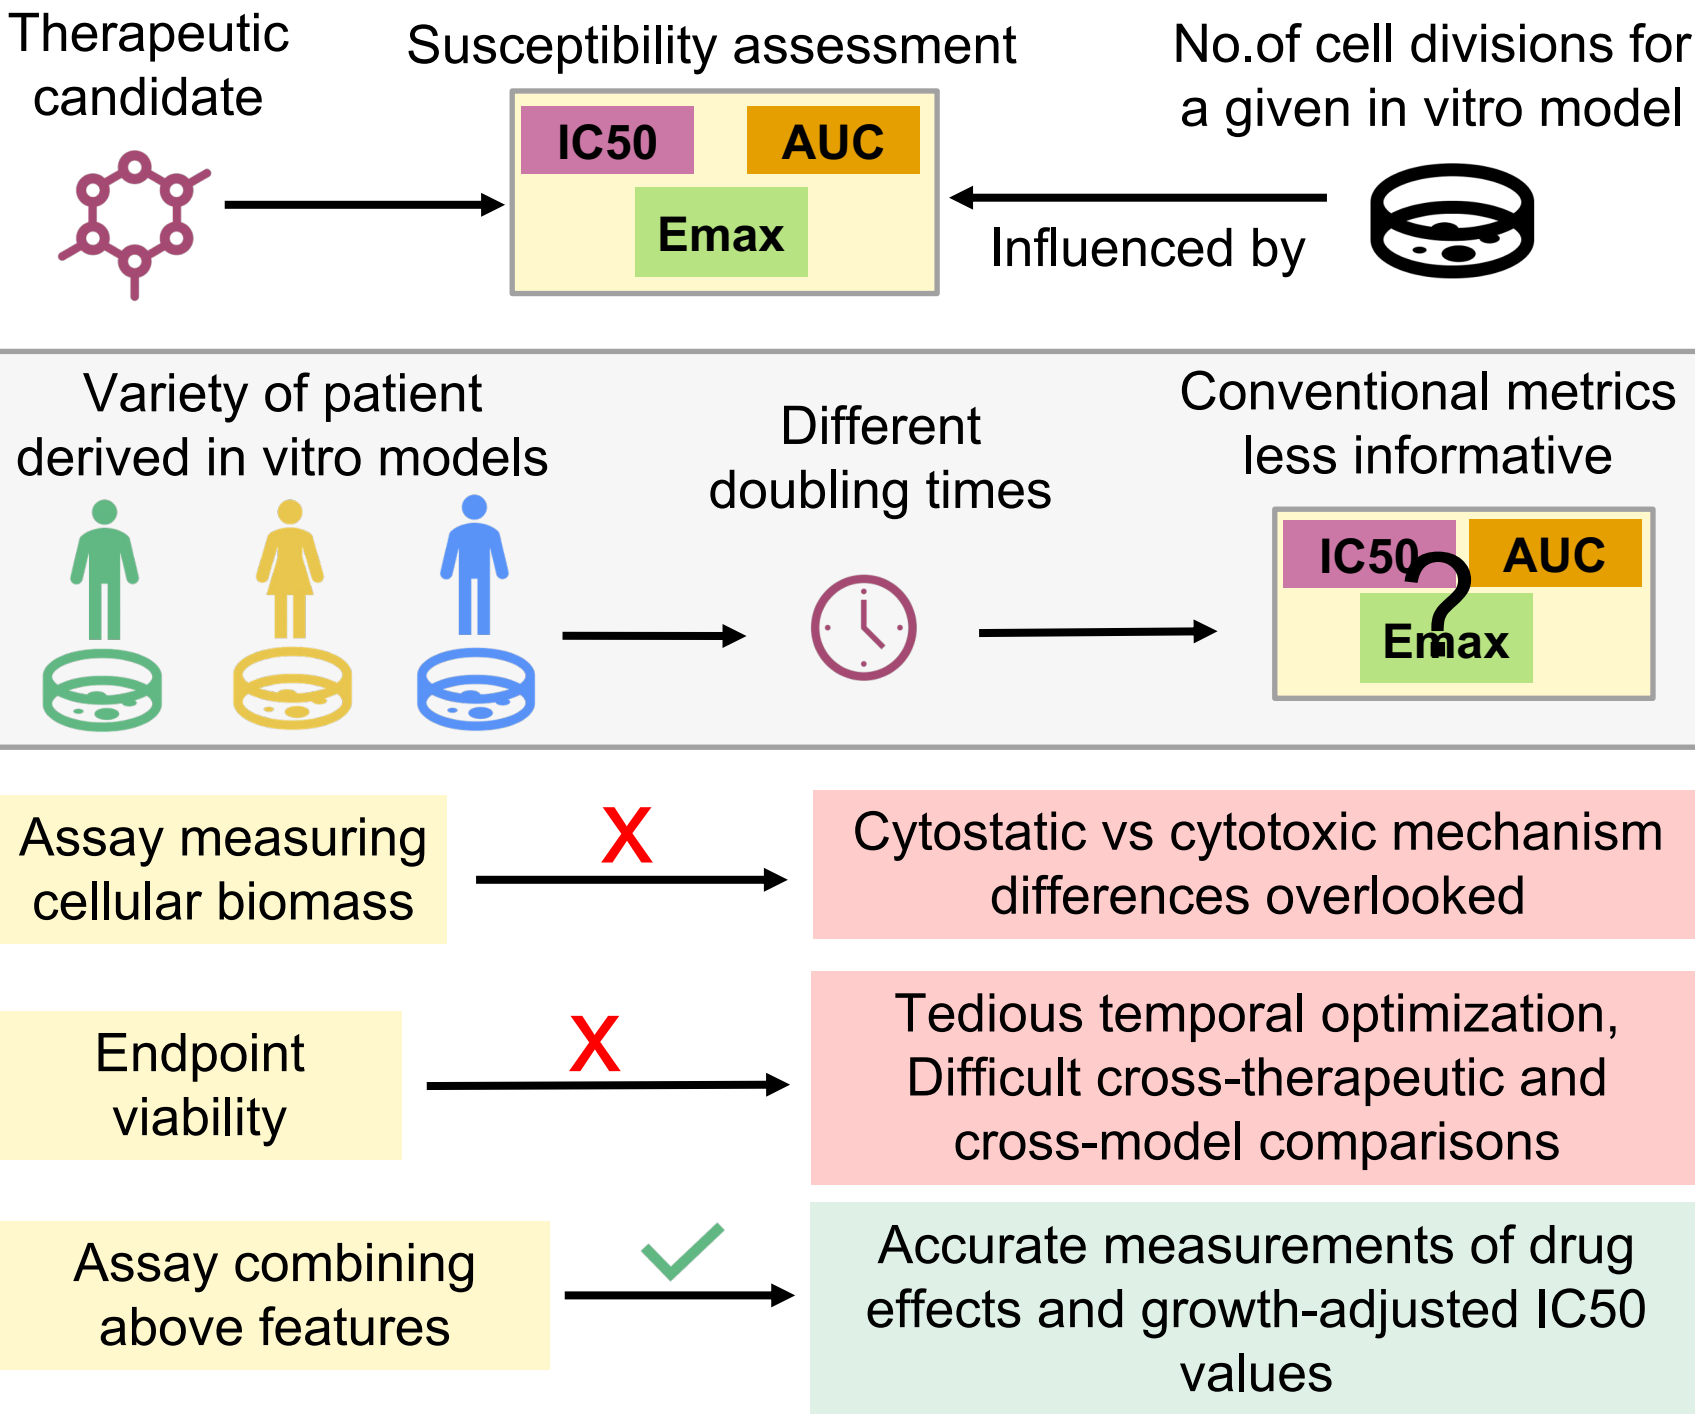 Therapeutic
candidate
Susceptibility assessment
IC50
AUC
Emax
No.of cell divisions for
a given in vitro model
Influenced by
Variety of patient
derived in vitro models
Different
doubling times
Conventional metrics
less informative
IC50
AUC
?
Emax
Assay measuring
cellular biomass
X
Cytostatic vs cytotoxic mechanism
differences overlooked
Endpoint
viability
X
Tedious temporal optimization,
Difficult cross-therapeutic and
cross-model comparisons
Assay combining
above features
Accurate measurements of drug
effects and growth-adjusted IC50
values